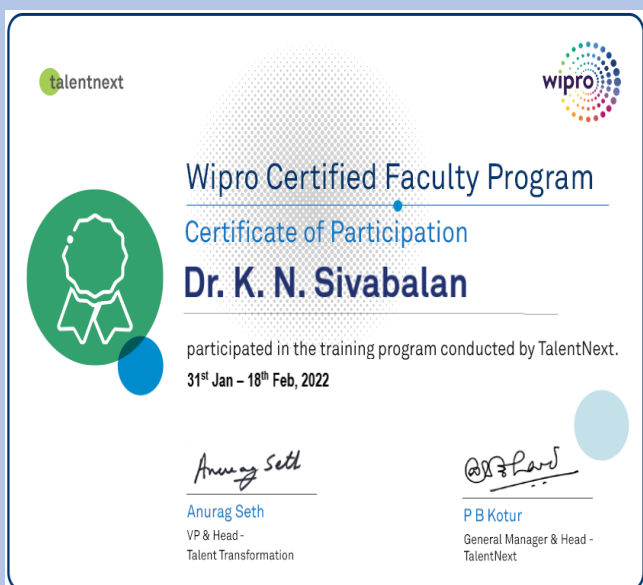 talentnext
wipro
Wipro Certified Faculty Program
Certificate of Participation
Dr. K. N. Sivabalan
participated in the training program conducted by TalentNext.
31st Jan – 18th Feb, 2022
Anurag Seth
Anurag Seth
VP & Head -
Talent Transformation
P B Kotur
General Manager & Head -
TalentNext